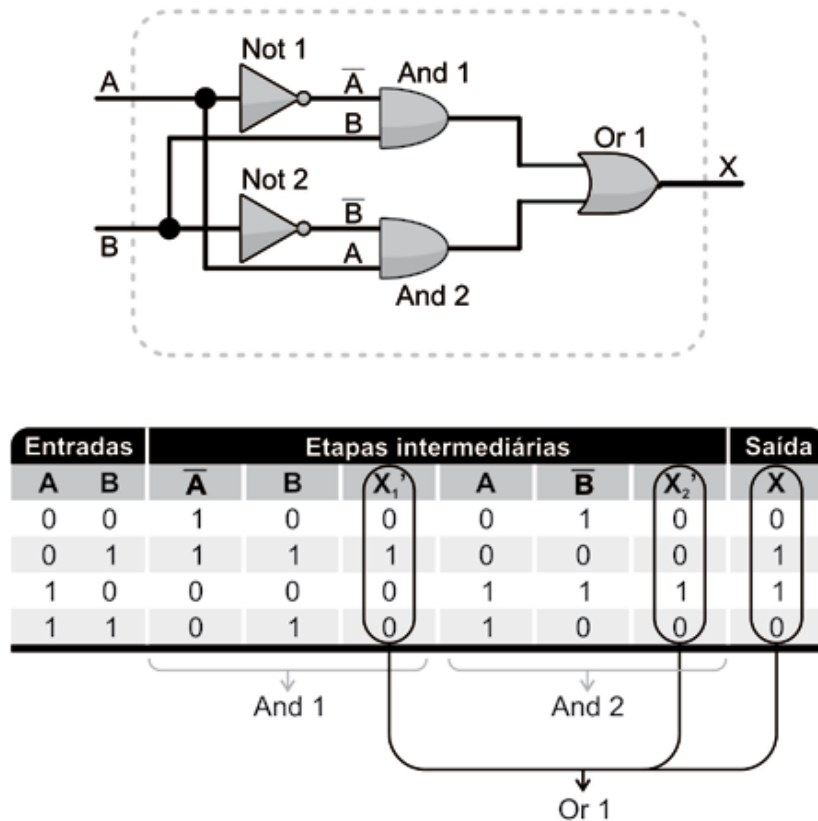 Not 1
And 1
A
A̅
B
Or 1
X
Not 2
B̅
B
A
And 2
Entradas Etapas intermediárias Saída
A B A̅ B X₁' A B̅ X₂' X
0 0 1 0 0 0 1 0 0
0 1 1 1 1 0 0 0 1
1 0 0 0 0 1 1 1 1
1 1 0 1 0 1 0 0 0
And 1 And 2
Or 1